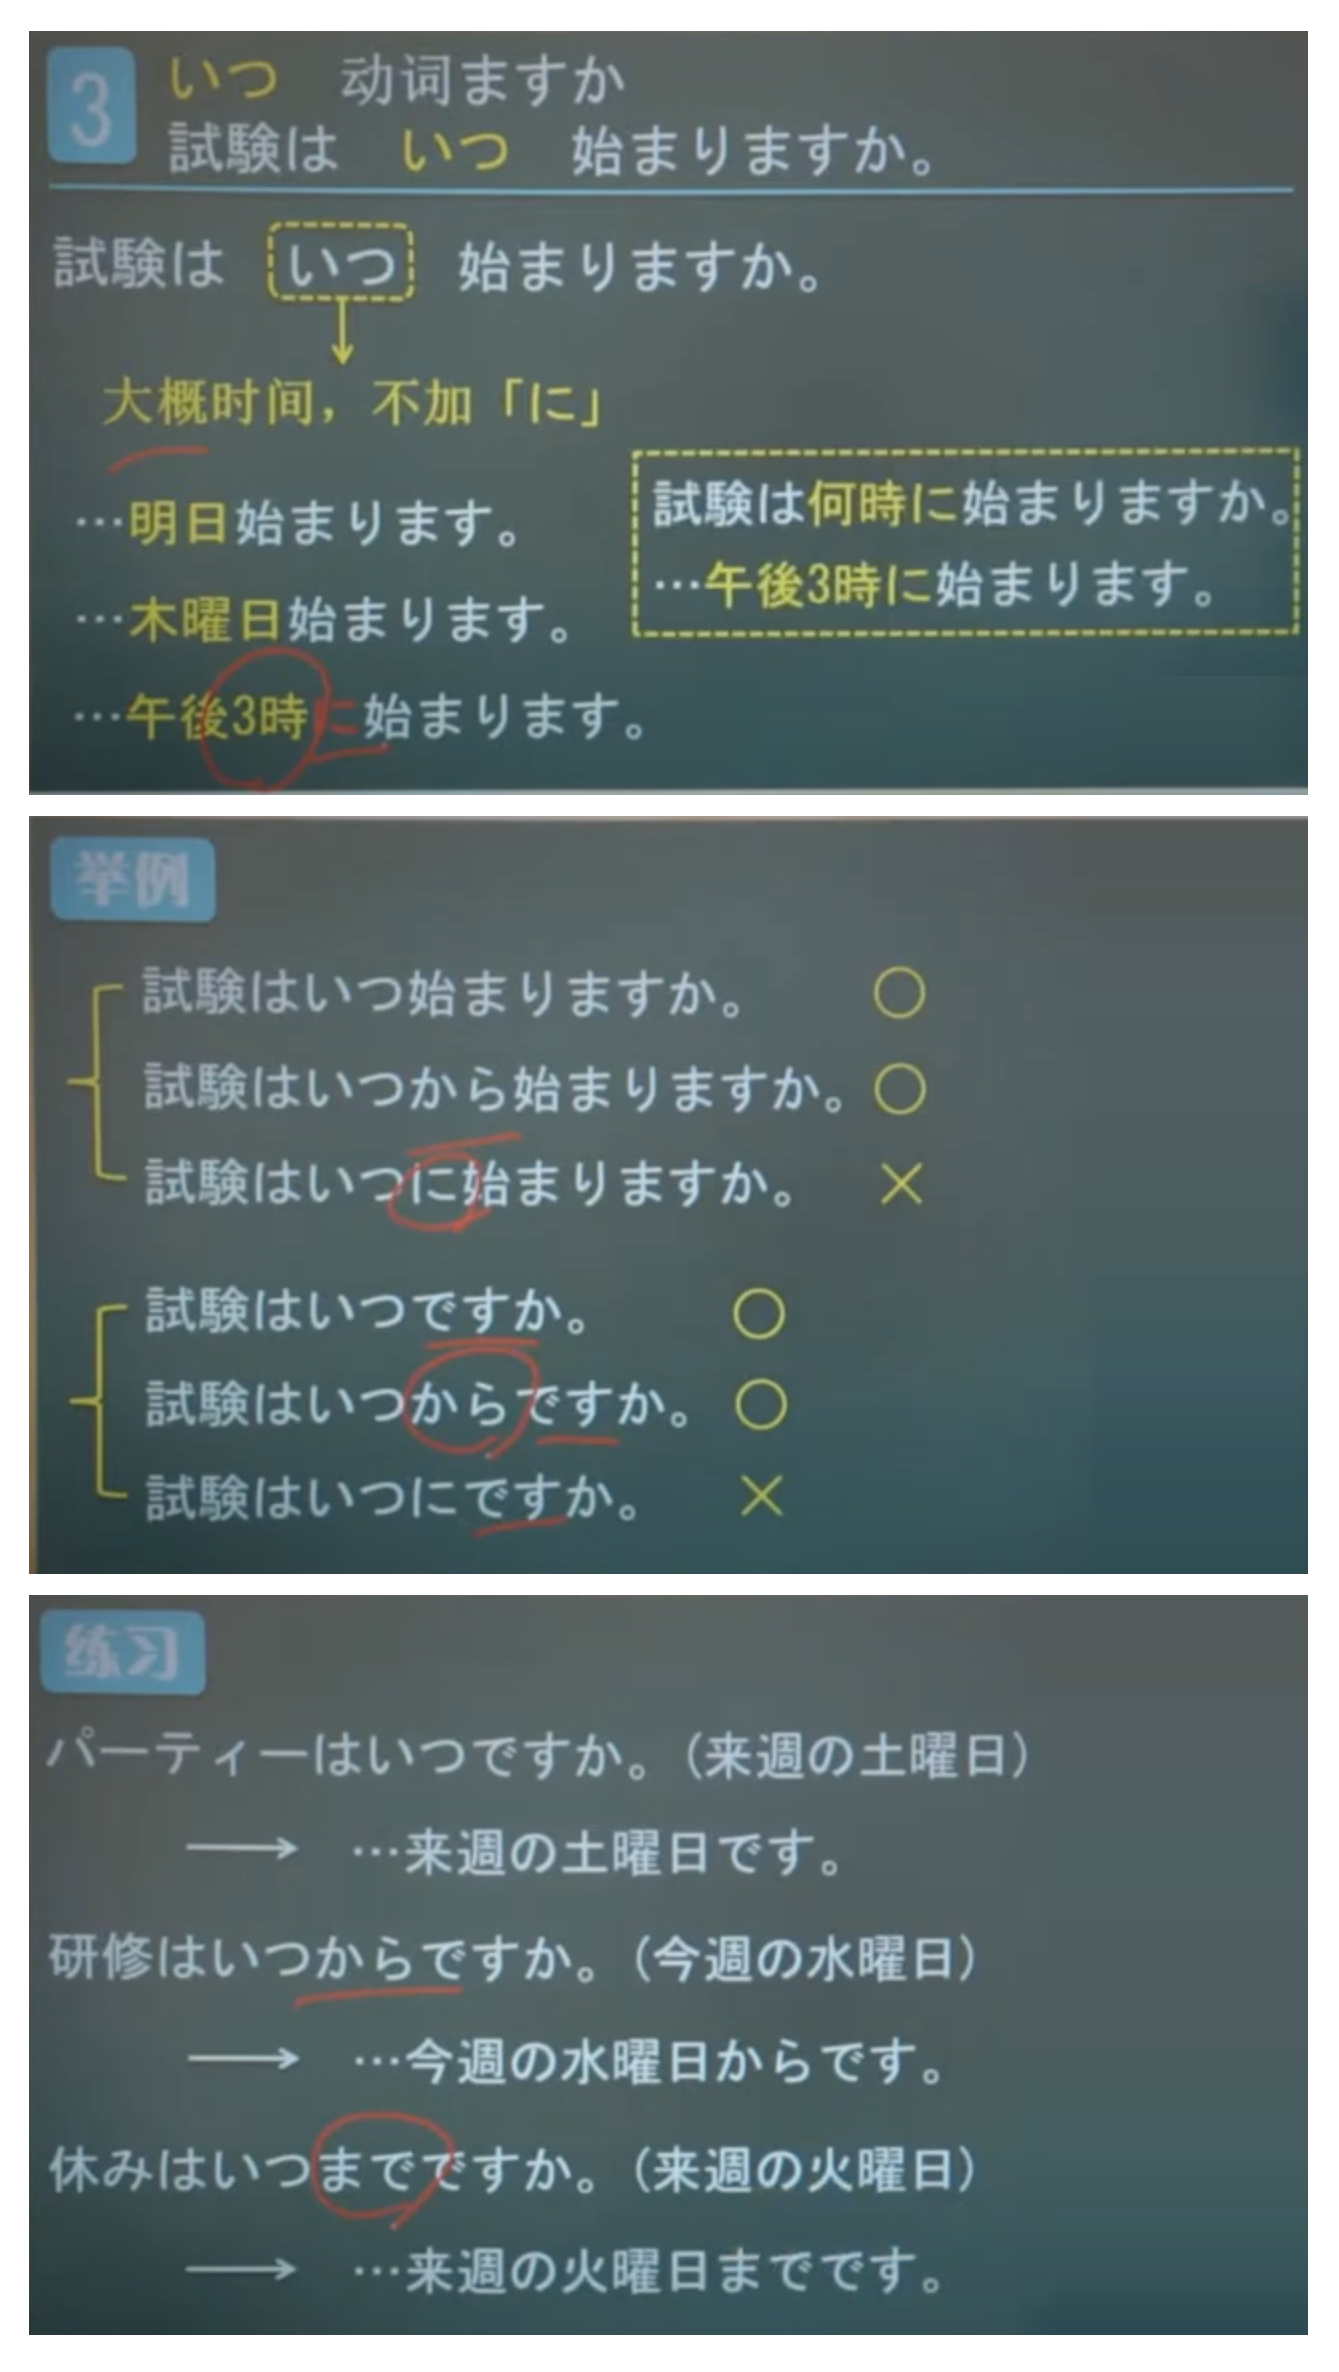 3
いつ 动词ますか
試験は いつ 始まりますか。
試験は いつ 始まりますか。
大概时间，不加「に」
…明日始まります。
…木曜日始まります。
…午後3時に始まります。
試験は何時に始まりますか。
…午後3時に始まります。
举例
試験はいつ始まりますか。 ○
試験はいつから始まりますか。 ○
試験はいつに始まりますか。 ×
試験はいつですか。 ○
試験はいつからですか。 ○
試験はいつにですか。 ×
练习
パーティーはいつですか。（来週の土曜日）
→ …来週の土曜日です。
研修はいつからですか。（今週の水曜日）
→ …今週の水曜日からです。
休みはいつまでですか。（来週の火曜日）
→ …来週の火曜日までです。